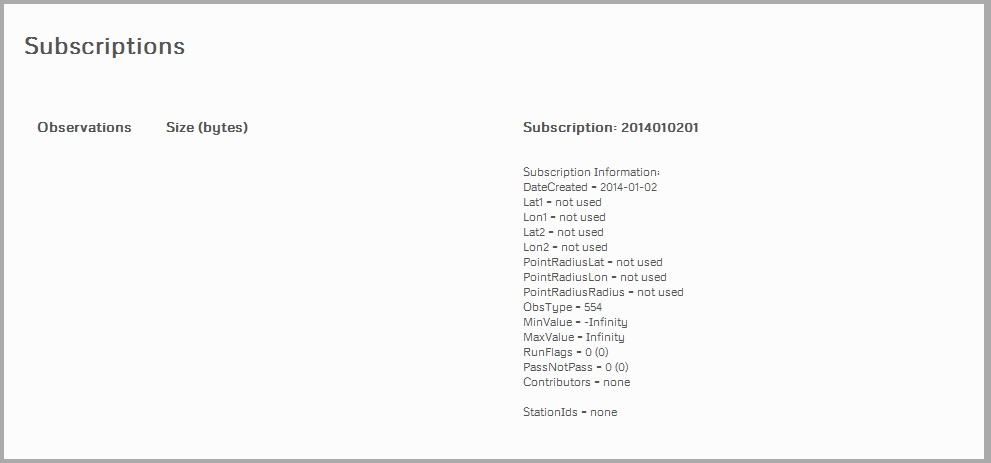 Subscriptions
Observations Size (bytes)
Subscription: 2014010201
Subscription Information:
DateCreated = 2014-01-02
Lat1 = not used
Lon1 = not used
Lat2 = not used
Lon2 = not used
PointRadiusLat = not used
PointRadiusLon = not used
PointRadiusRadius = not used
ObsType = 554
MinValue = -Infinity
MaxValue = Infinity
RunFlags = 0 (0)
PassNotPass = 0 (0)
Contributors = none
StationIds = none